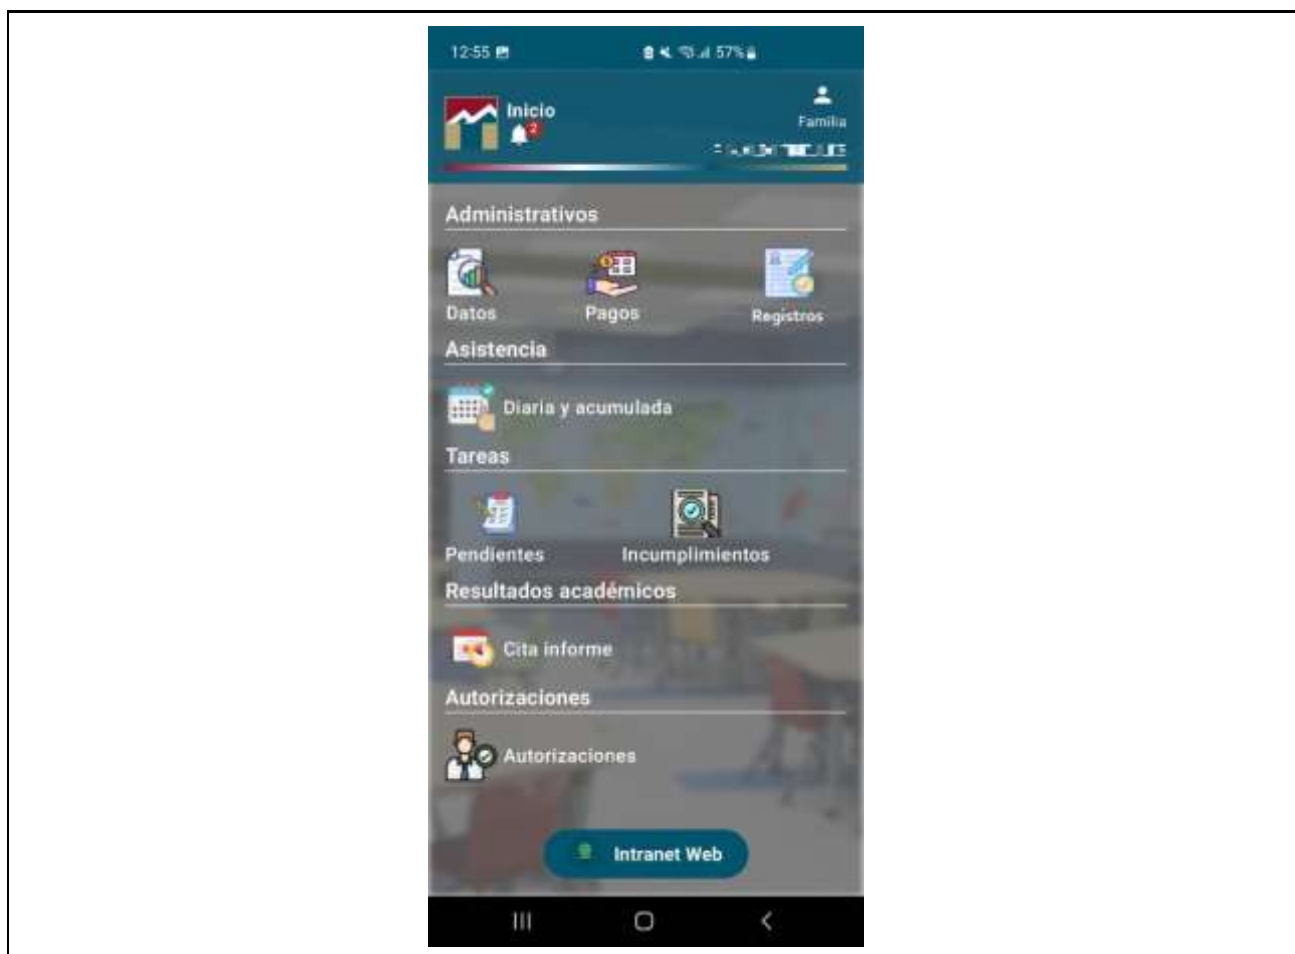 12:55 57%
Inicio
2
Familia
Administrativos
Datos Pagos Registros
Asistencia
Diaria y acumulada
Tareas
Pendientes Incumplimientos
Resultados académicos
Cita informe
Autorizaciones
Autorizaciones
Intranet Web